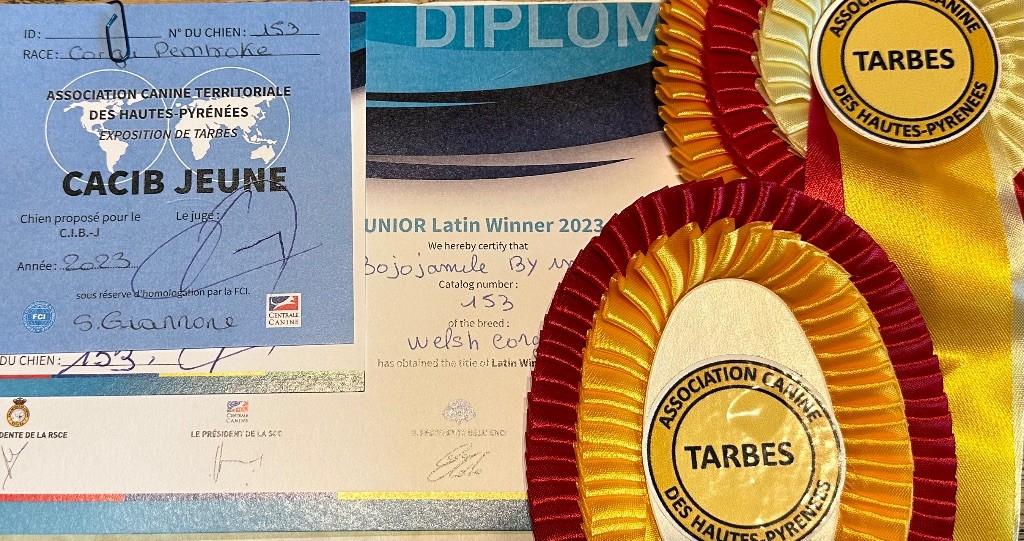 ID: N° DU CHIEN: 153
RACE: Corgi Pembroke
ASSOCIATION CANINE TERRITORIALE
DES HAUTES-PYRÉNÉES
EXPOSITION DE TARBES
CACIB JEUNE
Chien proposé pour le
C.I.B.-J
Le juge :
Année: 2023
sous réserve d'homologation par la FCI.
FCI
S. Giannone
CENTRALE
CANINE
DU CHIEN : 153
DIPLOM
UNIOR Latin Winner 2023
We hereby certify that
Bojojamile By
Catalog number :
153
of the breed :
Welsh Corg
has obtained the title of Latin Win
DENTE DE LA RSCE
CENTRALE
CANINE
LE PRÉSIDENT DE LA SCC
ASSOCIATION CANINE
TARBES
DES HAUTES-PYRENÉES
ASSOCIATION CANINE
TARBES
DES HAUTES-PYRENÉES